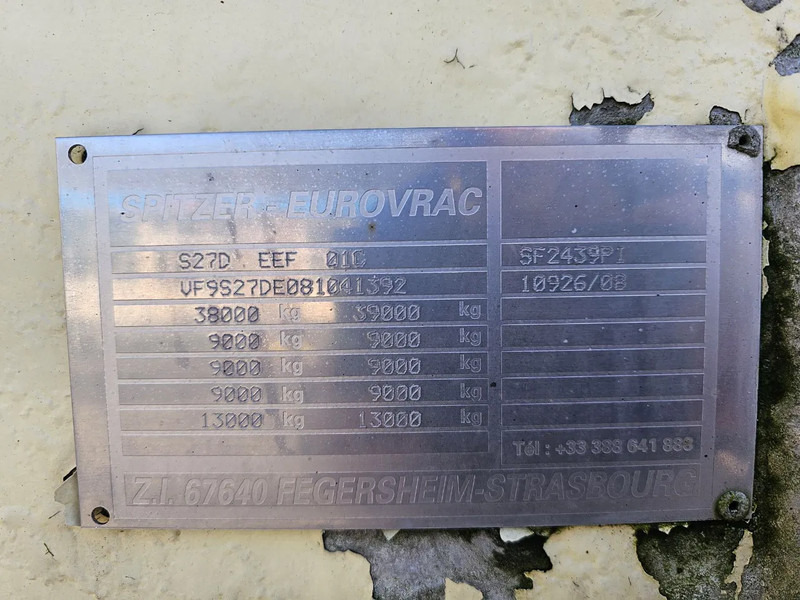 SPITZER - EUROVRAC
S27D EEF 01C SF2439PI
VF9S27DE081041392 10926/08
38000 kg 39000 kg
9000 kg 9000 kg
9000 kg 9000 kg
9000 kg 9000 kg
13000 kg 13000 kg
Tél : +33 388 641 883
Z.I. 67640 FEGERSHEIM-STRASBOURG